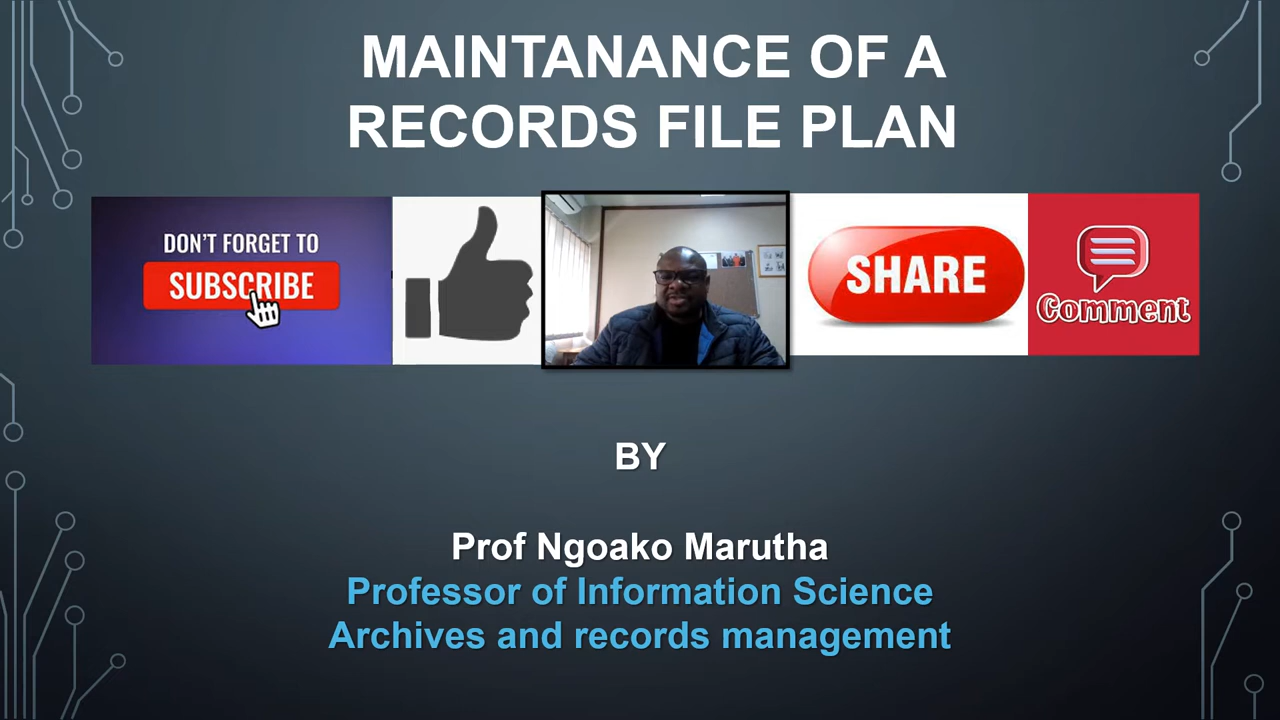 MAINTANANCE OF A
RECORDS FILE PLAN
DON'T FORGET TO
SUBSCRIBE
SHARE
Comment
BY
Prof Ngoako Marutha
Professor of Information Science
Archives and records management